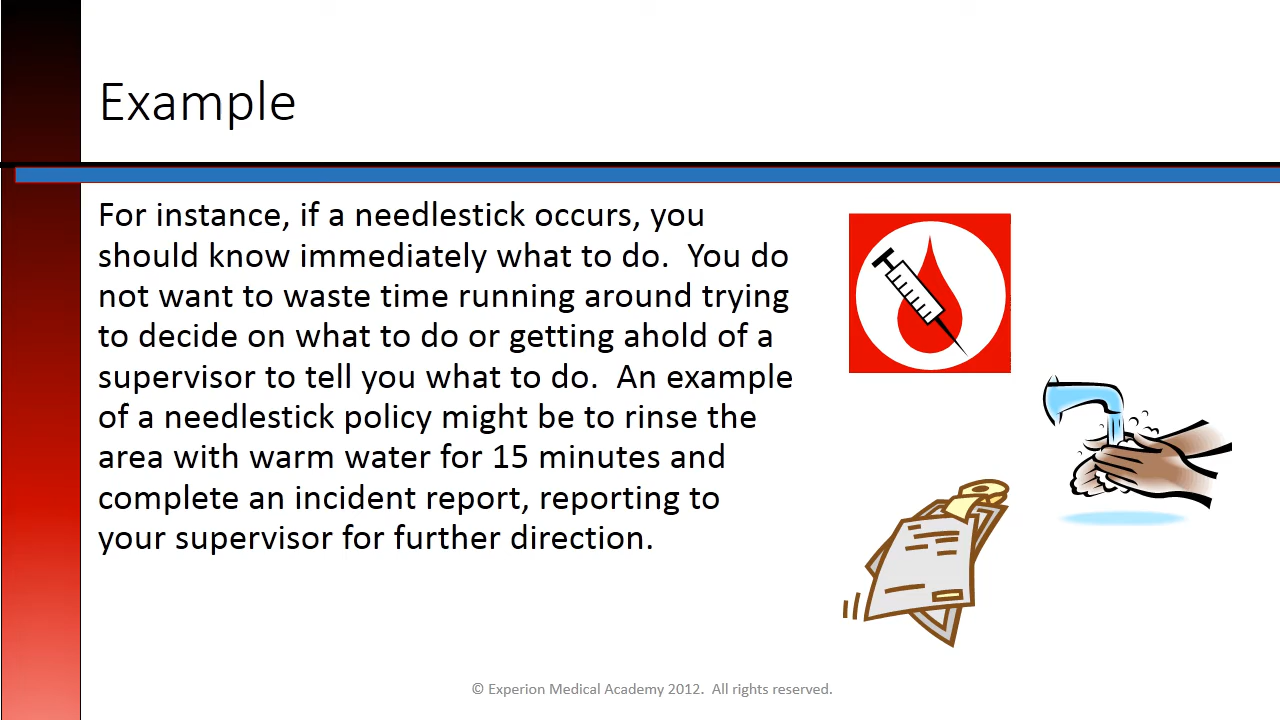 Example
For instance, if a needlestick occurs, you
should know immediately what to do.  You do
not want to waste time running around trying
to decide on what to do or getting ahold of a
supervisor to tell you what to do.  An example
of a needlestick policy might be to rinse the
area with warm water for 15 minutes and
complete an incident report, reporting to
your supervisor for further direction.
© Experion Medical Academy 2012.  All rights reserved.